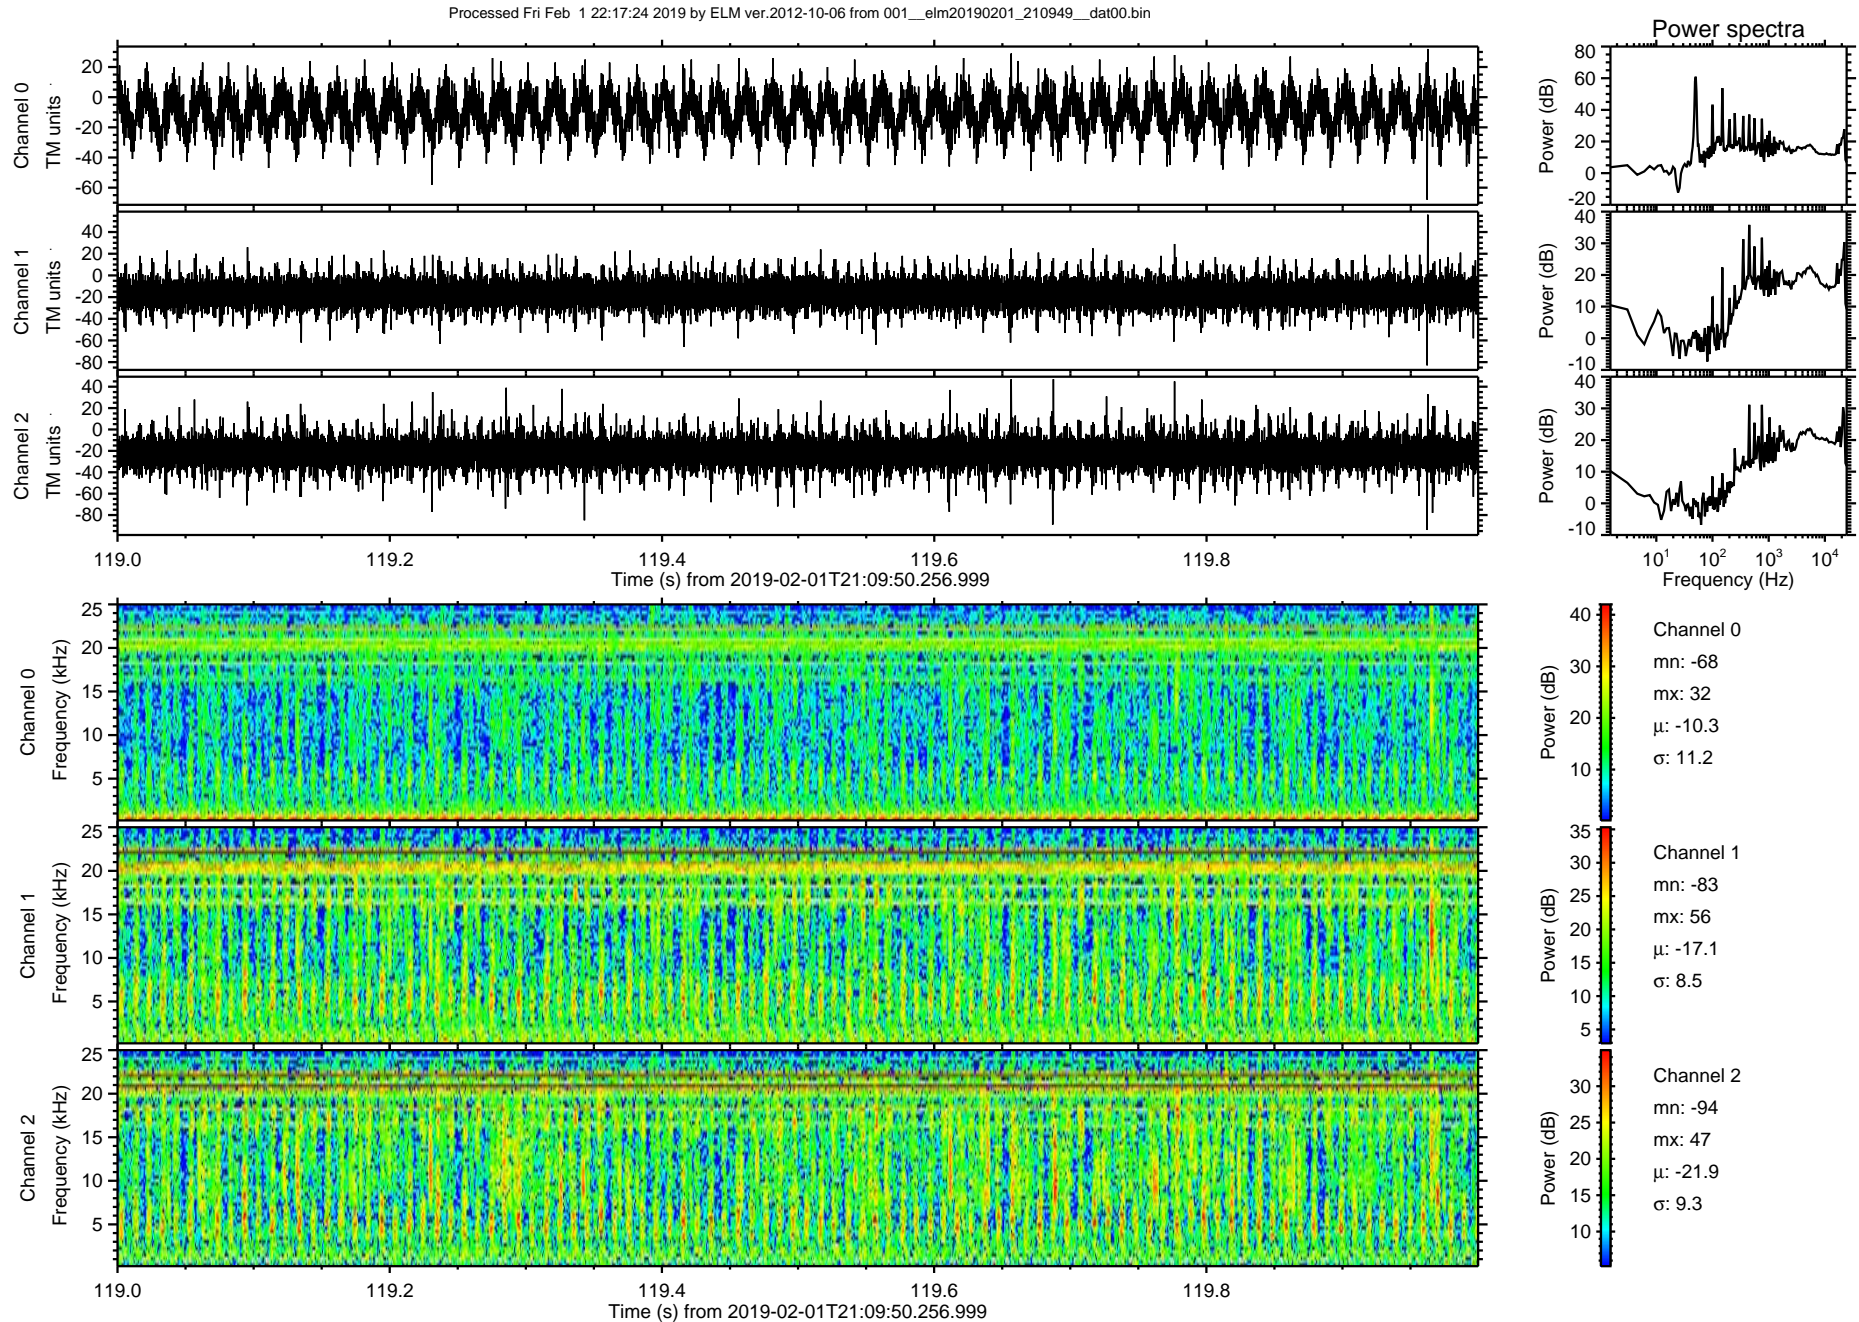 Processed Fri Feb  1 22:17:24 2019 by ELM ver.2012-10-06 from 001__elm20190201_210949__dat00.bin
Power spectra
Channel 0
TM units
20
0
-20
-40
-60
Power (dB)
80
60
40
20
0
-20
Channel 1
TM units
40
20
0
-20
-40
-60
-80
Power (dB)
40
30
20
10
0
-10
Channel 2
TM units
40
20
0
-20
-40
-60
-80
Power (dB)
40
30
20
10
0
-10
119.0 119.2 119.4 119.6 119.8
Time (s) from 2019-02-01T21:09:50.256.999
10¹ 10² 10³ 10⁴
Frequency (Hz)
Channel 0
Frequency (kHz)
25
20
15
10
5
Power (dB)
40
30
20
10
Channel 0
mn: -68
mx: 32
μ: -10.3
σ: 11.2
Channel 1
Frequency (kHz)
25
20
15
10
5
Power (dB)
35
30
25
20
15
10
5
Channel 1
mn: -83
mx: 56
μ: -17.1
σ: 8.5
Channel 2
Frequency (kHz)
25
20
15
10
5
Power (dB)
30
25
20
15
10
Channel 2
mn: -94
mx: 47
μ: -21.9
σ: 9.3
119.0 119.2 119.4 119.6 119.8
Time (s) from 2019-02-01T21:09:50.256.999